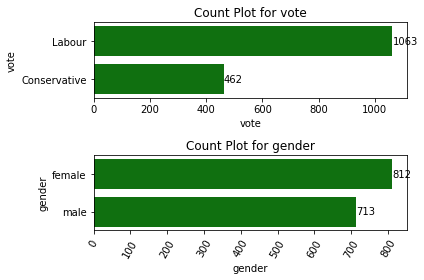 Count Plot for vote
vote
Labour 1063
Conservative 462
0 200 400 600 800 1000
vote
Count Plot for gender
gender
female 812
male 713
0 100 200 300 400 500 600 700 800
gender